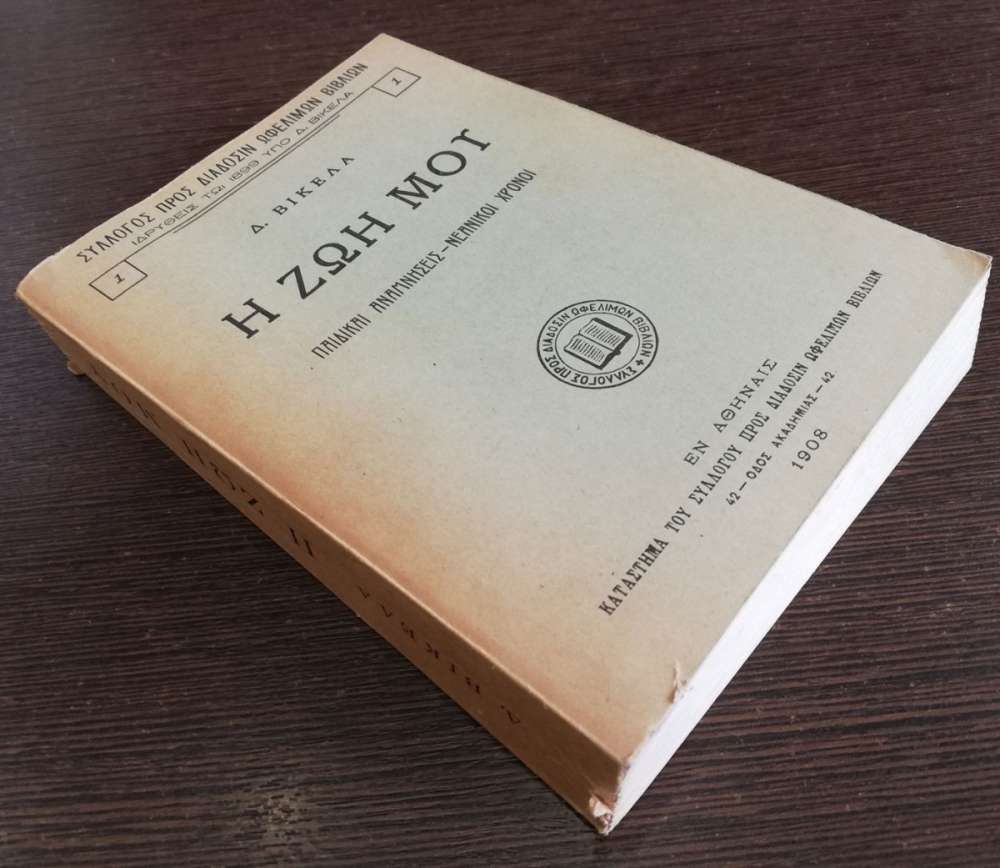 ΣΥΛΛΟΓΟΣ ΠΡΟΣ ΔΙΑΔΟΣΙΝ ΩΦΕΛΙΜΩΝ ΒΙΒΛΙΩΝ
1 ΙΔΡΥΘΕΙΣ ΤΩΙ 1899 ΥΠΟ Δ. ΒΙΚΕΛΑ 1
Δ. ΒΙΚΕΛΑ
Η ΖΩΗ ΜΟΥ
ΠΑΙΔΙΚΑΙ ΑΝΑΜΝΗΣΕΙΣ – ΝΕΑΝΙΚΟΙ ΧΡΟΝΟΙ
ΣΥΛΛΟΓΟΣ ΠΡΟΣ ΔΙΑΔΟΣΙΝ ΩΦΕΛΙΜΩΝ ΒΙΒΛΙΩΝ
ΕΝ ΑΘΗΝΑΙΣ
ΚΑΤΑΣΤΗΜΑ ΤΟΥ ΣΥΛΛΟΓΟΥ ΠΡΟΣ ΔΙΑΔΟΣΙΝ ΩΦΕΛΙΜΩΝ ΒΙΒΛΙΩΝ
42 — ΟΔΟΣ ΑΚΑΔΗΜΙΑΣ — 42
1908
Δ. ΒΙΚΕΛΑ Η ΖΩΗ ΜΟΥ